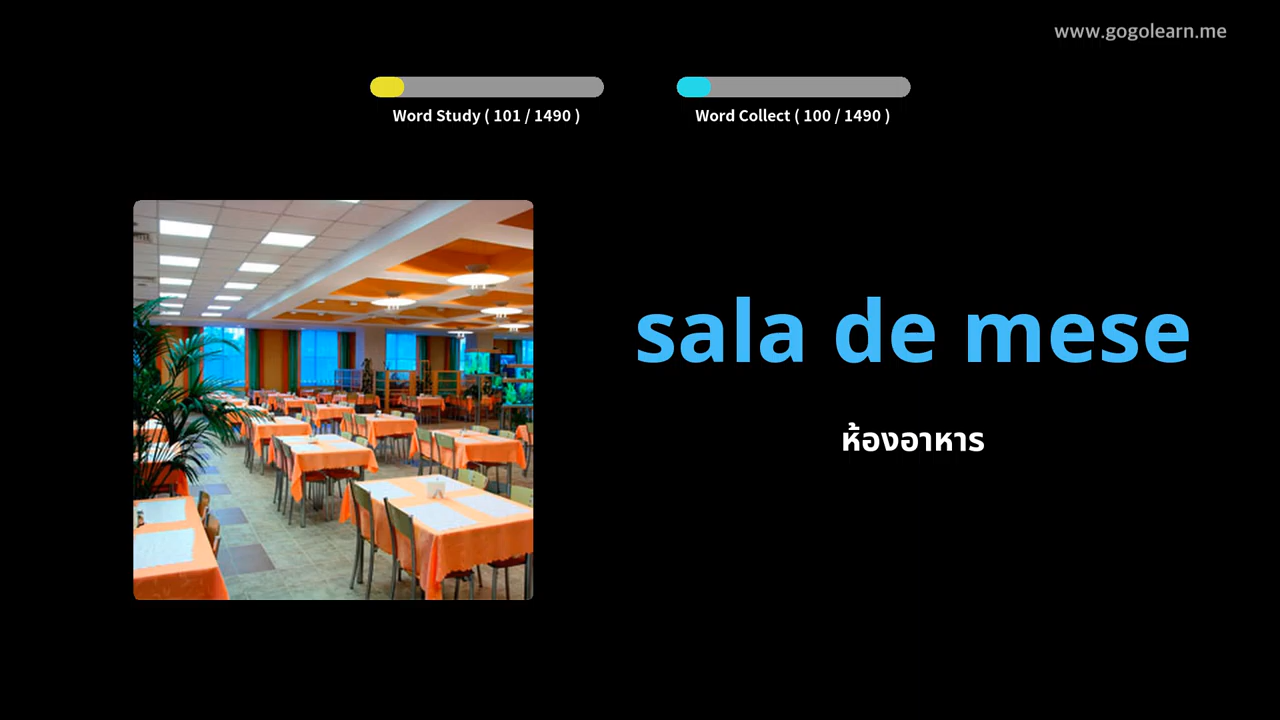 www.gogolearn.me
Word Study ( 101 / 1490 )
Word Collect ( 100 / 1490 )
sala de mese
ห้องอาหาร